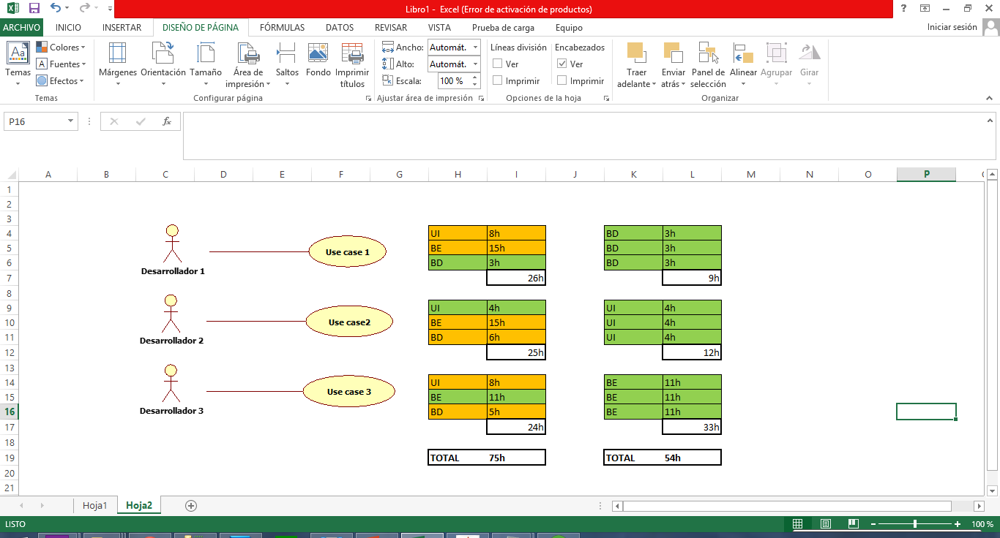 Libro1 - Excel (Error de activación de productos)
ARCHIVO INICIO INSERTAR DISEÑO DE PÁGINA FÓRMULAS DATOS REVISAR VISTA Prueba de carga Equipo Iniciar sesión
Temas
Colores
Fuentes
Efectos
Temas
Márgenes Orientación Tamaño Área de impresión Saltos Fondo Imprimir títulos
Configurar página
Ancho: Automát.
Alto: Automát.
Escala: 100 %
Ajustar área de impresión
Líneas división Encabezados
Ver Ver
Imprimir Imprimir
Opciones de la hoja
Traer adelante Enviar atrás Panel de selección Alinear Agrupar Girar
Organizar
P16 fx
A B C D E F G H I J K L M N O P
1
2
3
4 UI 8h BD 3h
5 Use case 1 BE 15h BD 3h
6 BD 3h BD 3h
7 Desarrollador 1 26h 9h
8
9 UI 4h UI 4h
10 Use case2 BE 15h UI 4h
11 Desarrollador 2 BD 6h UI 4h
12 25h 12h
13
14 UI 8h BE 11h
15 Use case 3 BE 11h BE 11h
16 Desarrollador 3 BD 5h BE 11h
17 24h 33h
18
19 TOTAL 75h TOTAL 54h
20
21
Hoja1 Hoja2
LISTO 100 %